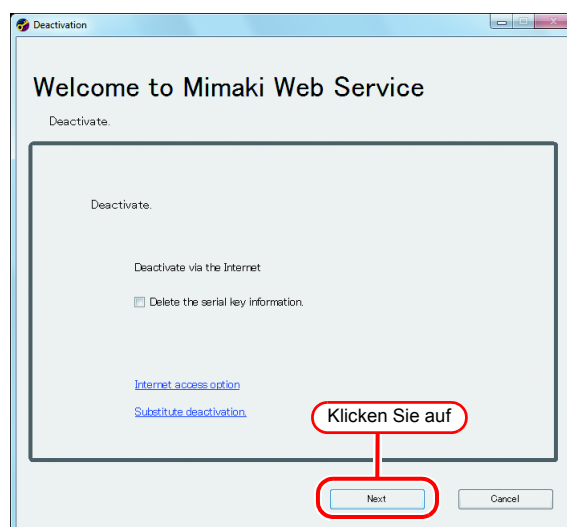 Deactivation
Welcome to Mimaki Web Service
Deactivate.
Deactivate.
Deactivate via the Internet
Delete the serial key information.
Internet access option
Substitute deactivation.
Klicken Sie auf
Next
Cancel